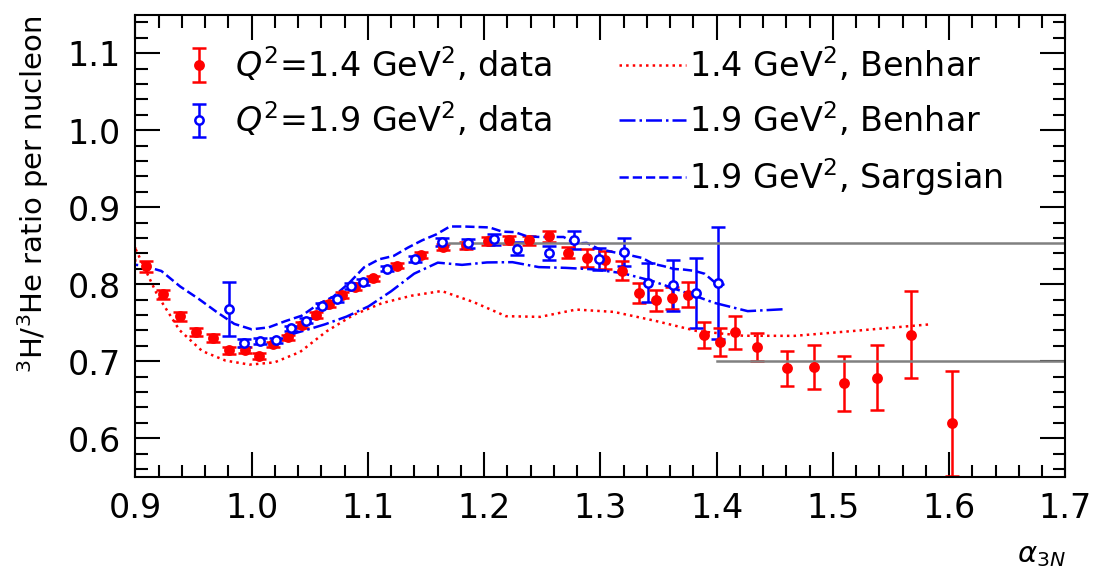 ³H/³He ratio per nucleon
1.1
1.0
0.9
0.8
0.7
0.6
Q²=1.4 GeV², data
Q²=1.9 GeV², data
1.4 GeV², Benhar
1.9 GeV², Benhar
1.9 GeV², Sargsian
0.9 1.0 1.1 1.2 1.3 1.4 1.5 1.6 1.7
α₃N